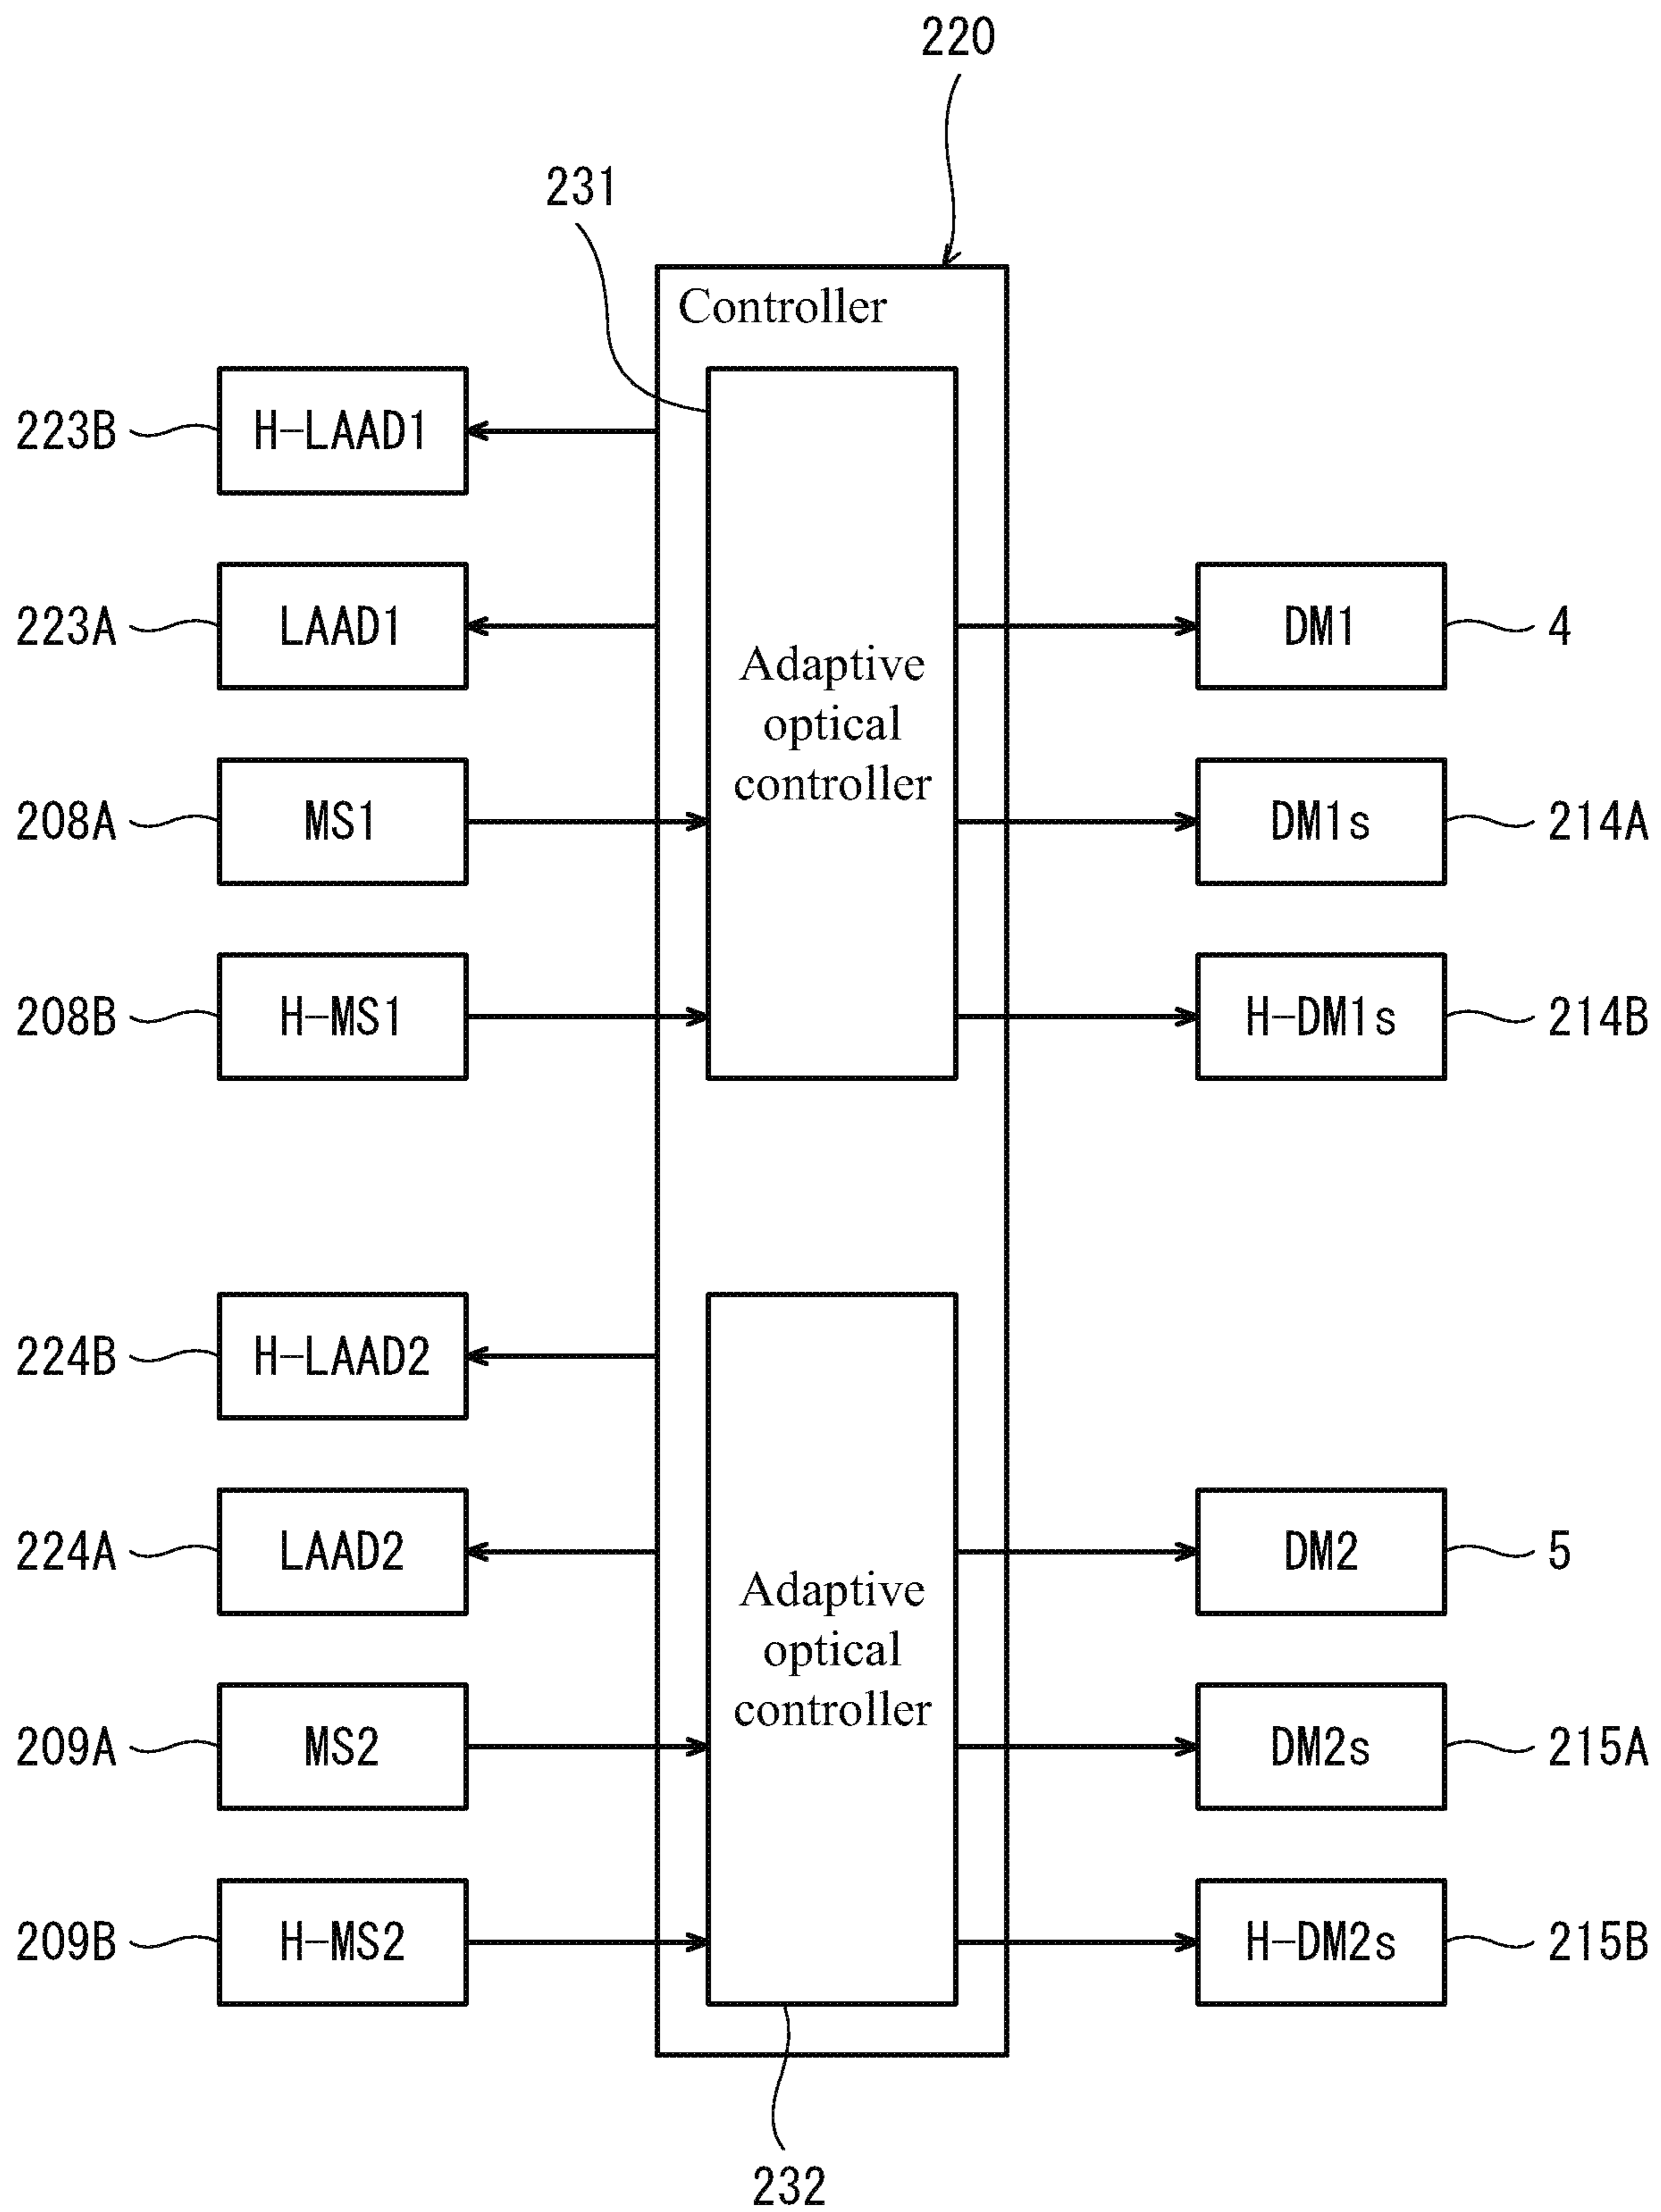 220
231
Controller
223B H-LAAD1
223A LAAD1 DM1 4
Adaptive
optical
controller
208A MS1 DM1s 214A
208B H-MS1 H-DM1s 214B
224B H-LAAD2
224A LAAD2 DM2 5
Adaptive
optical
controller
209A MS2 DM2s 215A
209B H-MS2 H-DM2s 215B
232